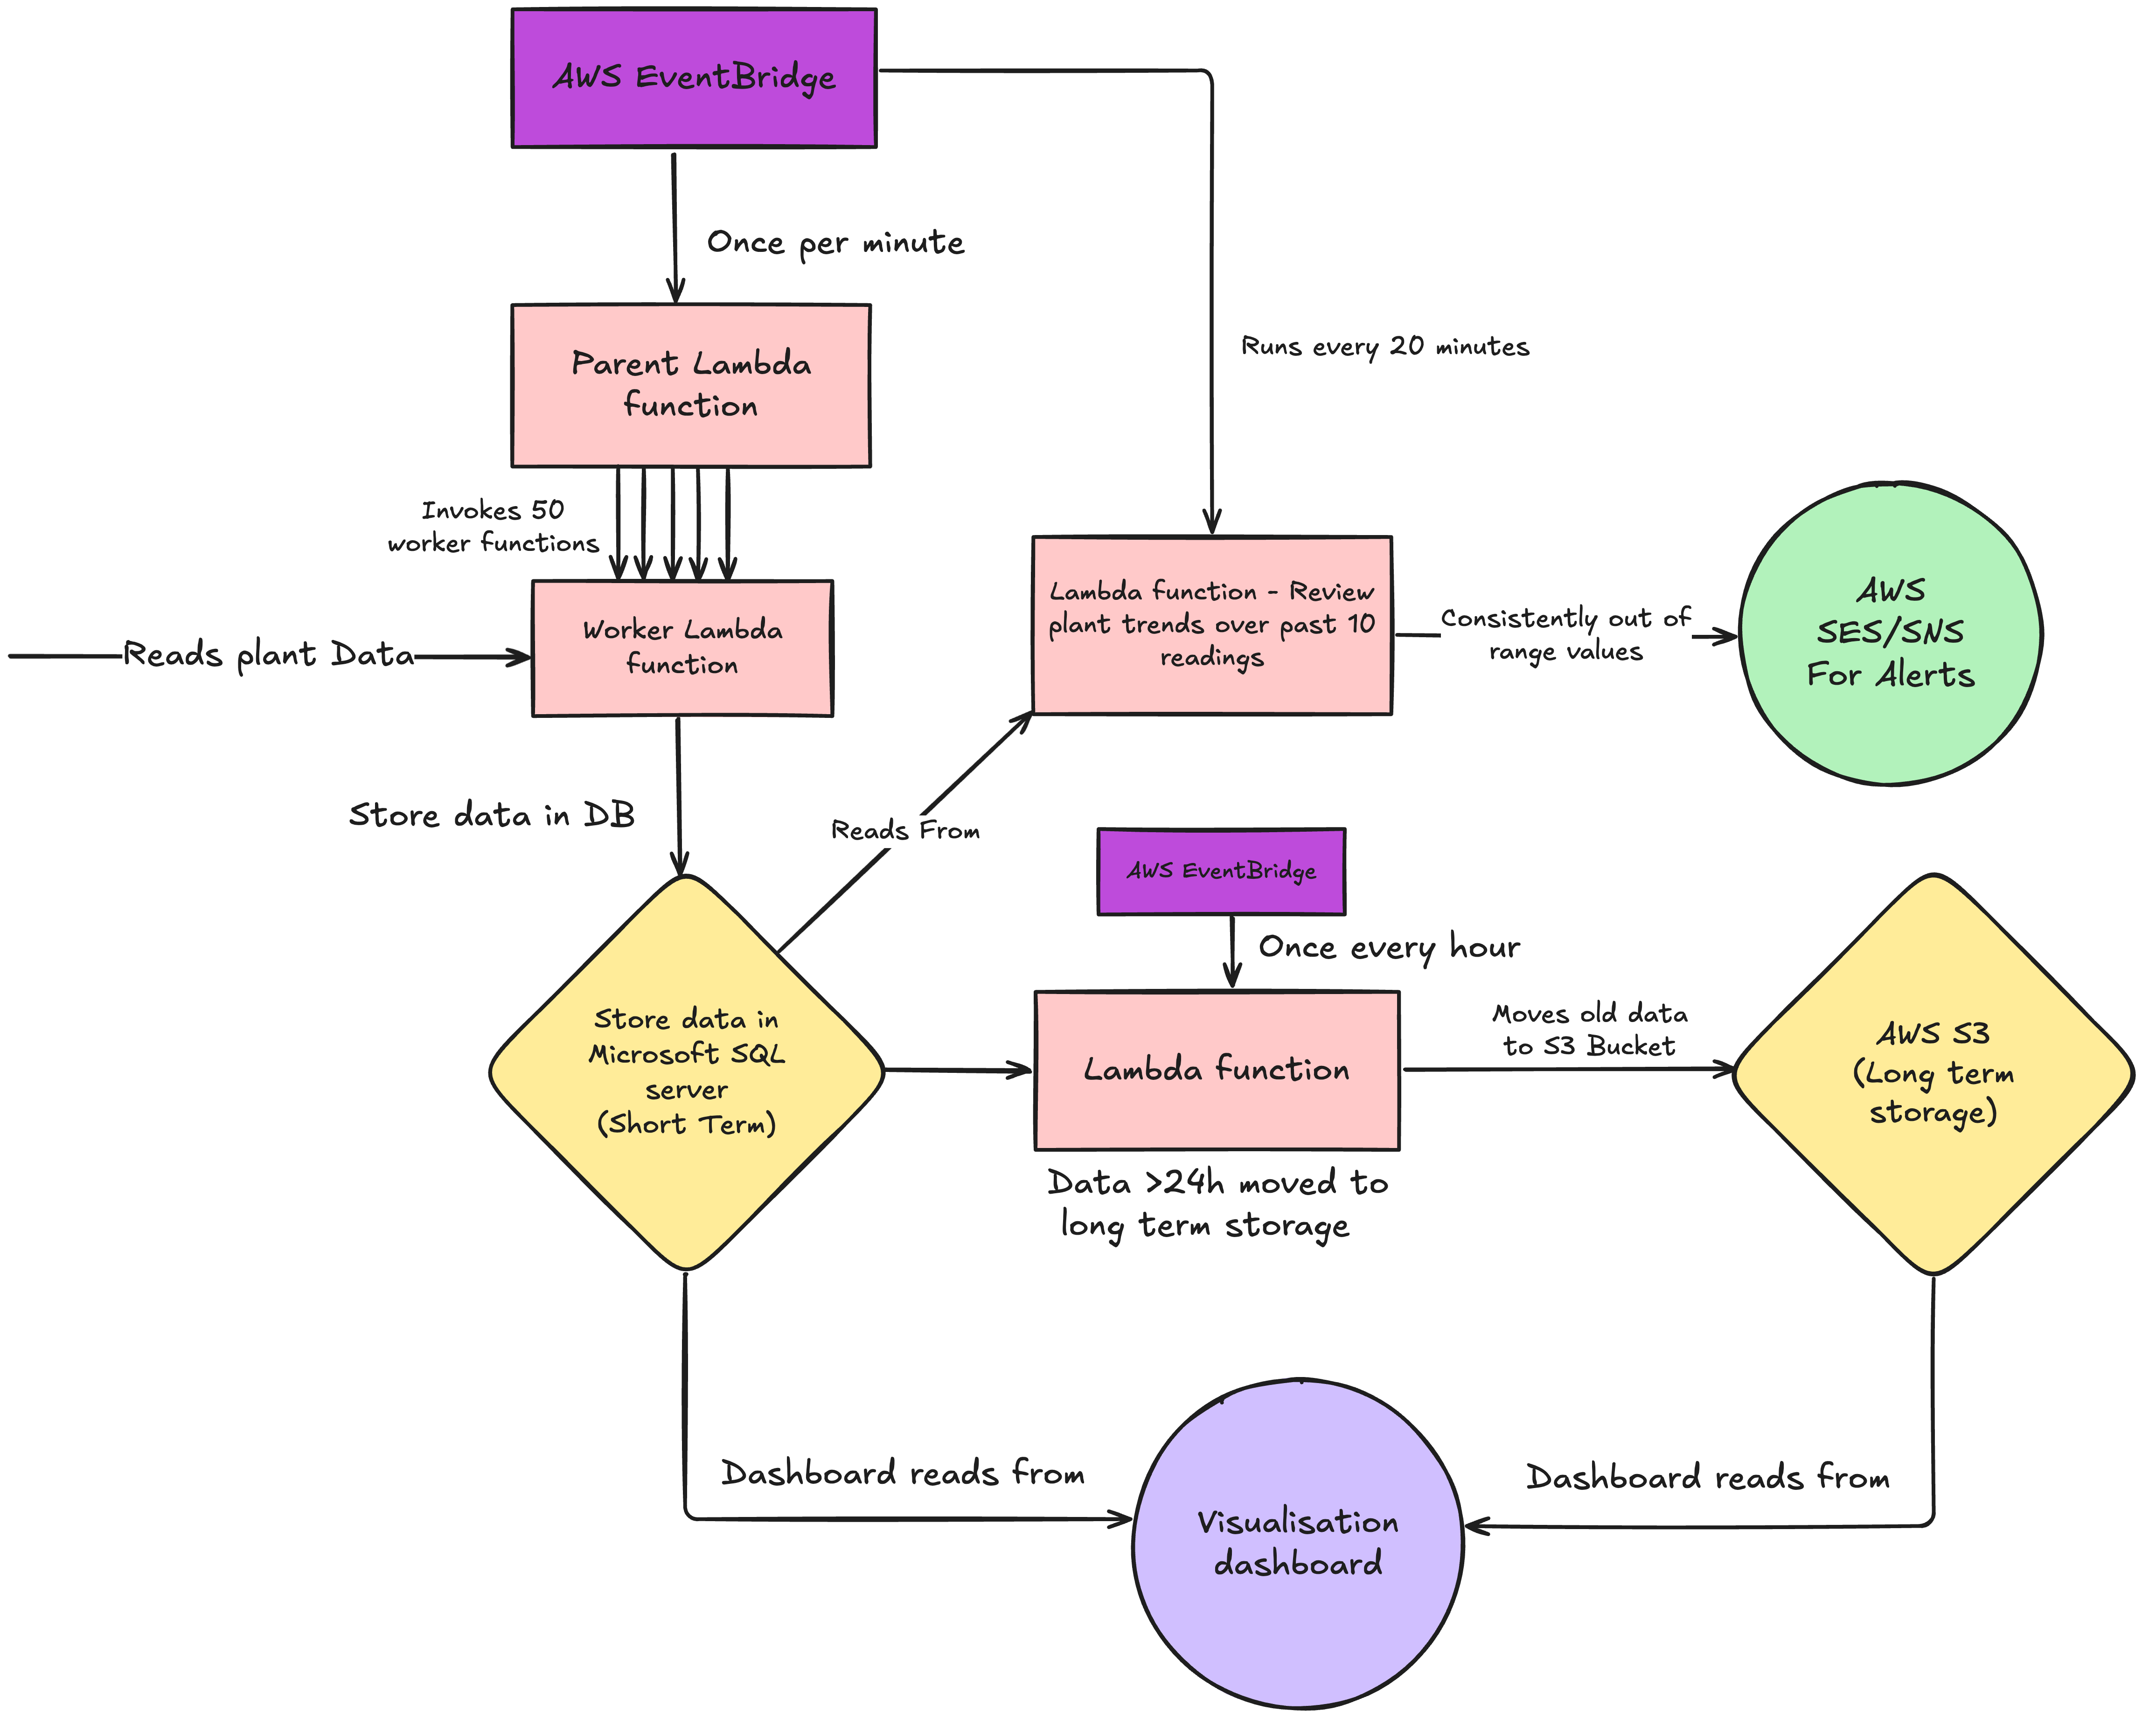 AWS EventBridge
Once per minute
Runs every 20 minutes
Parent Lambda
function
Invokes 50
worker functions
Reads plant Data
Worker Lambda
function
Lambda function - Review
plant trends over past 10
readings
Consistently out of
range values
AWS
SES/SNS
For Alerts
Store data in DB
Reads From
AWS EventBridge
Once every hour
Store data in
Microsoft SQL
server
(Short Term)
Lambda function
Moves old data
to S3 Bucket
AWS S3
(Long term
storage)
Data >24h moved to
long term storage
Dashboard reads from
Dashboard reads from
Visualisation
dashboard